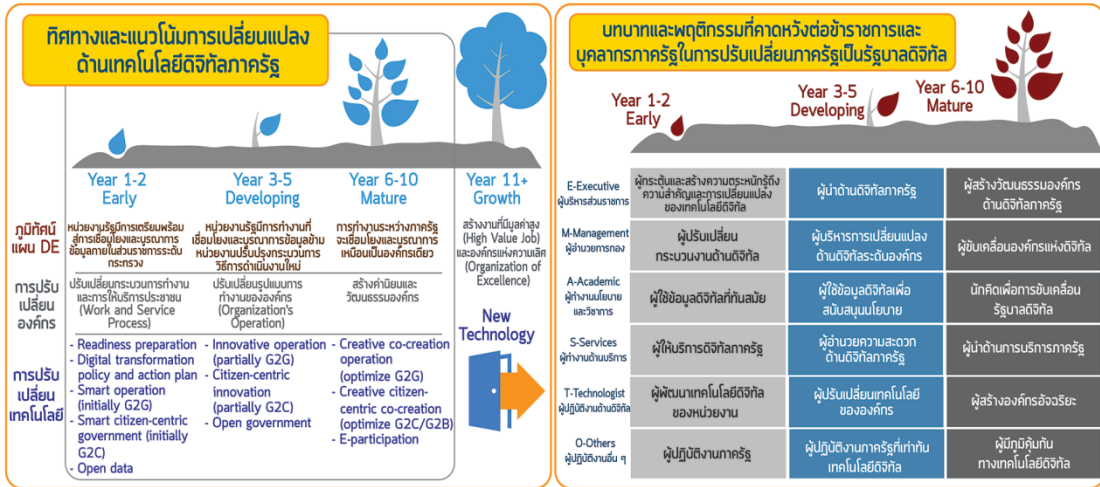 ทิศทางและแนวโน้มการเปลี่ยนแปลง
ด้านเทคโนโลยีดิจิทัลภาครัฐ
Year 1-2
Early
Year 3-5
Developing
Year 6-10
Mature
Year 11+
Growth
ภูมิทัศน์
แผน DE
หน่วยงานรัฐมีการเตรียมพร้อม
สู่การเชื่อมโยงและบูรณาการ
ข้อมูลภายในส่วนราชการระดับ
กระทรวง
หน่วยงานรัฐมีการทำงานที่
เชื่อมโยงและบูรณาการข้อมูลข้าม
หน่วยงานปรับปรุงกระบวนการ
วิธีการดำเนินงานใหม่
การทำงานระหว่างภาครัฐ
จะเชื่อมโยงและบูรณาการ
เหมือนเป็นองค์กรเดียว
สร้างงานที่มีมูลค่าสูง
(High Value Job)
และองค์กรแห่งความเลิศ
(Organization of
Excellence)
การปรับ
เปลี่ยน
องค์กร
ปรับเปลี่ยนกระบวนการทำงาน
และการให้บริการประชาชน
(Work and Service
Process)
ปรับเปลี่ยนรูปแบบการ
ทำงานขององค์กร
(Organization's
Operation)
สร้างค่านิยมและ
วัฒนธรรมองค์กร
การปรับ
เปลี่ยน
เทคโนโลยี
- Readiness preparation
- Digital transformation
policy and action plan
- Smart operation
(initially G2G)
- Smart citizen-centric
government (initially
G2C)
- Open data
- Innovative operation
(partially G2G)
- Citizen-centric
innovation
(partially G2C)
- Open government
- Creative co-creation
operation
(optimize G2G)
- Creative citizen-
centric co-creation
(optimize G2C/G2B)
- E-participation
New
Technology
บทบาทและพฤติกรรมที่คาดหวังต่อข้าราชการและ
บุคลากรภาครัฐในการปรับเปลี่ยนภาครัฐเป็นรัฐบาลดิจิทัล
Year 1-2
Early
Year 3-5
Developing
Year 6-10
Mature
E-Executive
ผู้บริหารส่วนราชการ
ผู้กระตุ้นและสร้างความตระหนักรู้ถึง
ความสำคัญและการเปลี่ยนแปลง
ของเทคโนโลยีดิจิทัล
ผู้นำด้านดิจิทัลภาครัฐ
ผู้สร้างวัฒนธรรมองค์กร
ด้านดิจิทัลภาครัฐ
M-Management
ผู้อำนวยการกอง
ผู้ปรับเปลี่ยน
กระบวนงานด้านดิจิทัล
ผู้บริหารการเปลี่ยนแปลง
ด้านดิจิทัลระดับองค์กร
ผู้ขับเคลื่อนองค์กรแห่งดิจิทัล
A-Academic
ผู้ทำงานนโยบาย
และวิชาการ
ผู้ใช้ข้อมูลดิจิทัลที่ทันสมัย
ผู้ใช้ข้อมูลดิจิทัลเพื่อ
สนับสนุนนโยบาย
นักคิดเพื่อการขับเคลื่อน
รัฐบาลดิจิทัล
S-Services
ผู้ทำงานด้านบริการ
ผู้ให้บริการดิจิทัลภาครัฐ
ผู้อำนวยความสะดวก
ด้านดิจิทัลภาครัฐ
ผู้นำด้านการบริการภาครัฐ
T-Technologist
ผู้ปฏิบัติงานด้านดิจิทัล
ผู้พัฒนาเทคโนโลยีดิจิทัล
ของหน่วยงาน
ผู้ปรับเปลี่ยนเทคโนโลยี
ขององค์กร
ผู้สร้างองค์กรอัจฉริยะ
O-Others
ผู้ปฏิบัติงานอื่น ๆ
ผู้ปฏิบัติงานภาครัฐ
ผู้ปฏิบัติงานภาครัฐที่เท่าทัน
เทคโนโลยีดิจิทัล
ผู้มีภูมิคุ้มกัน
ทางเทคโนโลยีดิจิทัล